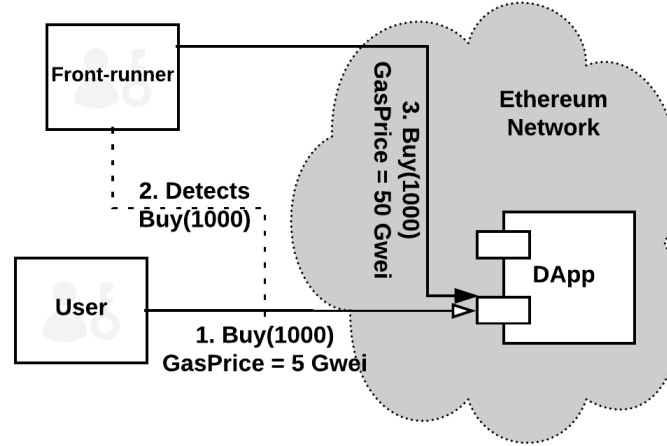 Front-runner
3. Buy(1000)
GasPrice = 50 Gwei
Ethereum
Network
2. Detects
Buy(1000)
DApp
User
1. Buy(1000)
GasPrice = 5 Gwei